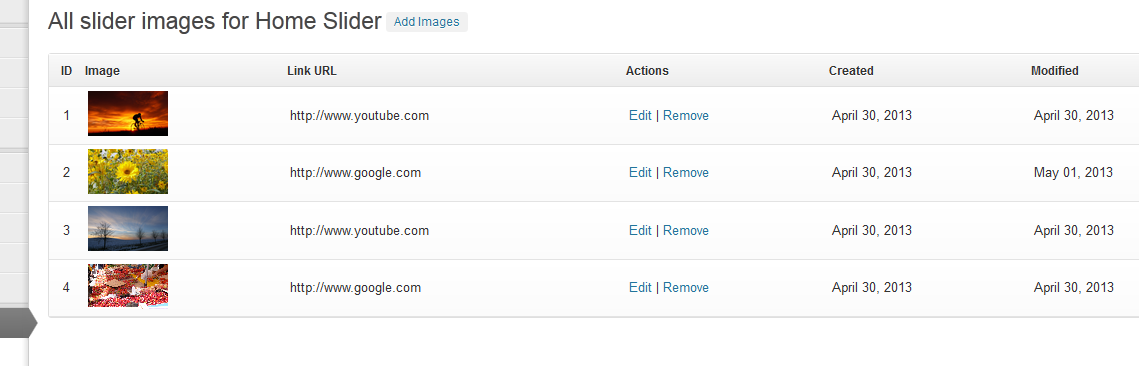 All slider images for Home Slider Add Images
ID Image Link URL Actions Created Modified
1 http://www.youtube.com Edit | Remove April 30, 2013 April 30, 2013
2 http://www.google.com Edit | Remove April 30, 2013 May 01, 2013
3 http://www.youtube.com Edit | Remove April 30, 2013 April 30, 2013
4 http://www.google.com Edit | Remove April 30, 2013 April 30, 2013